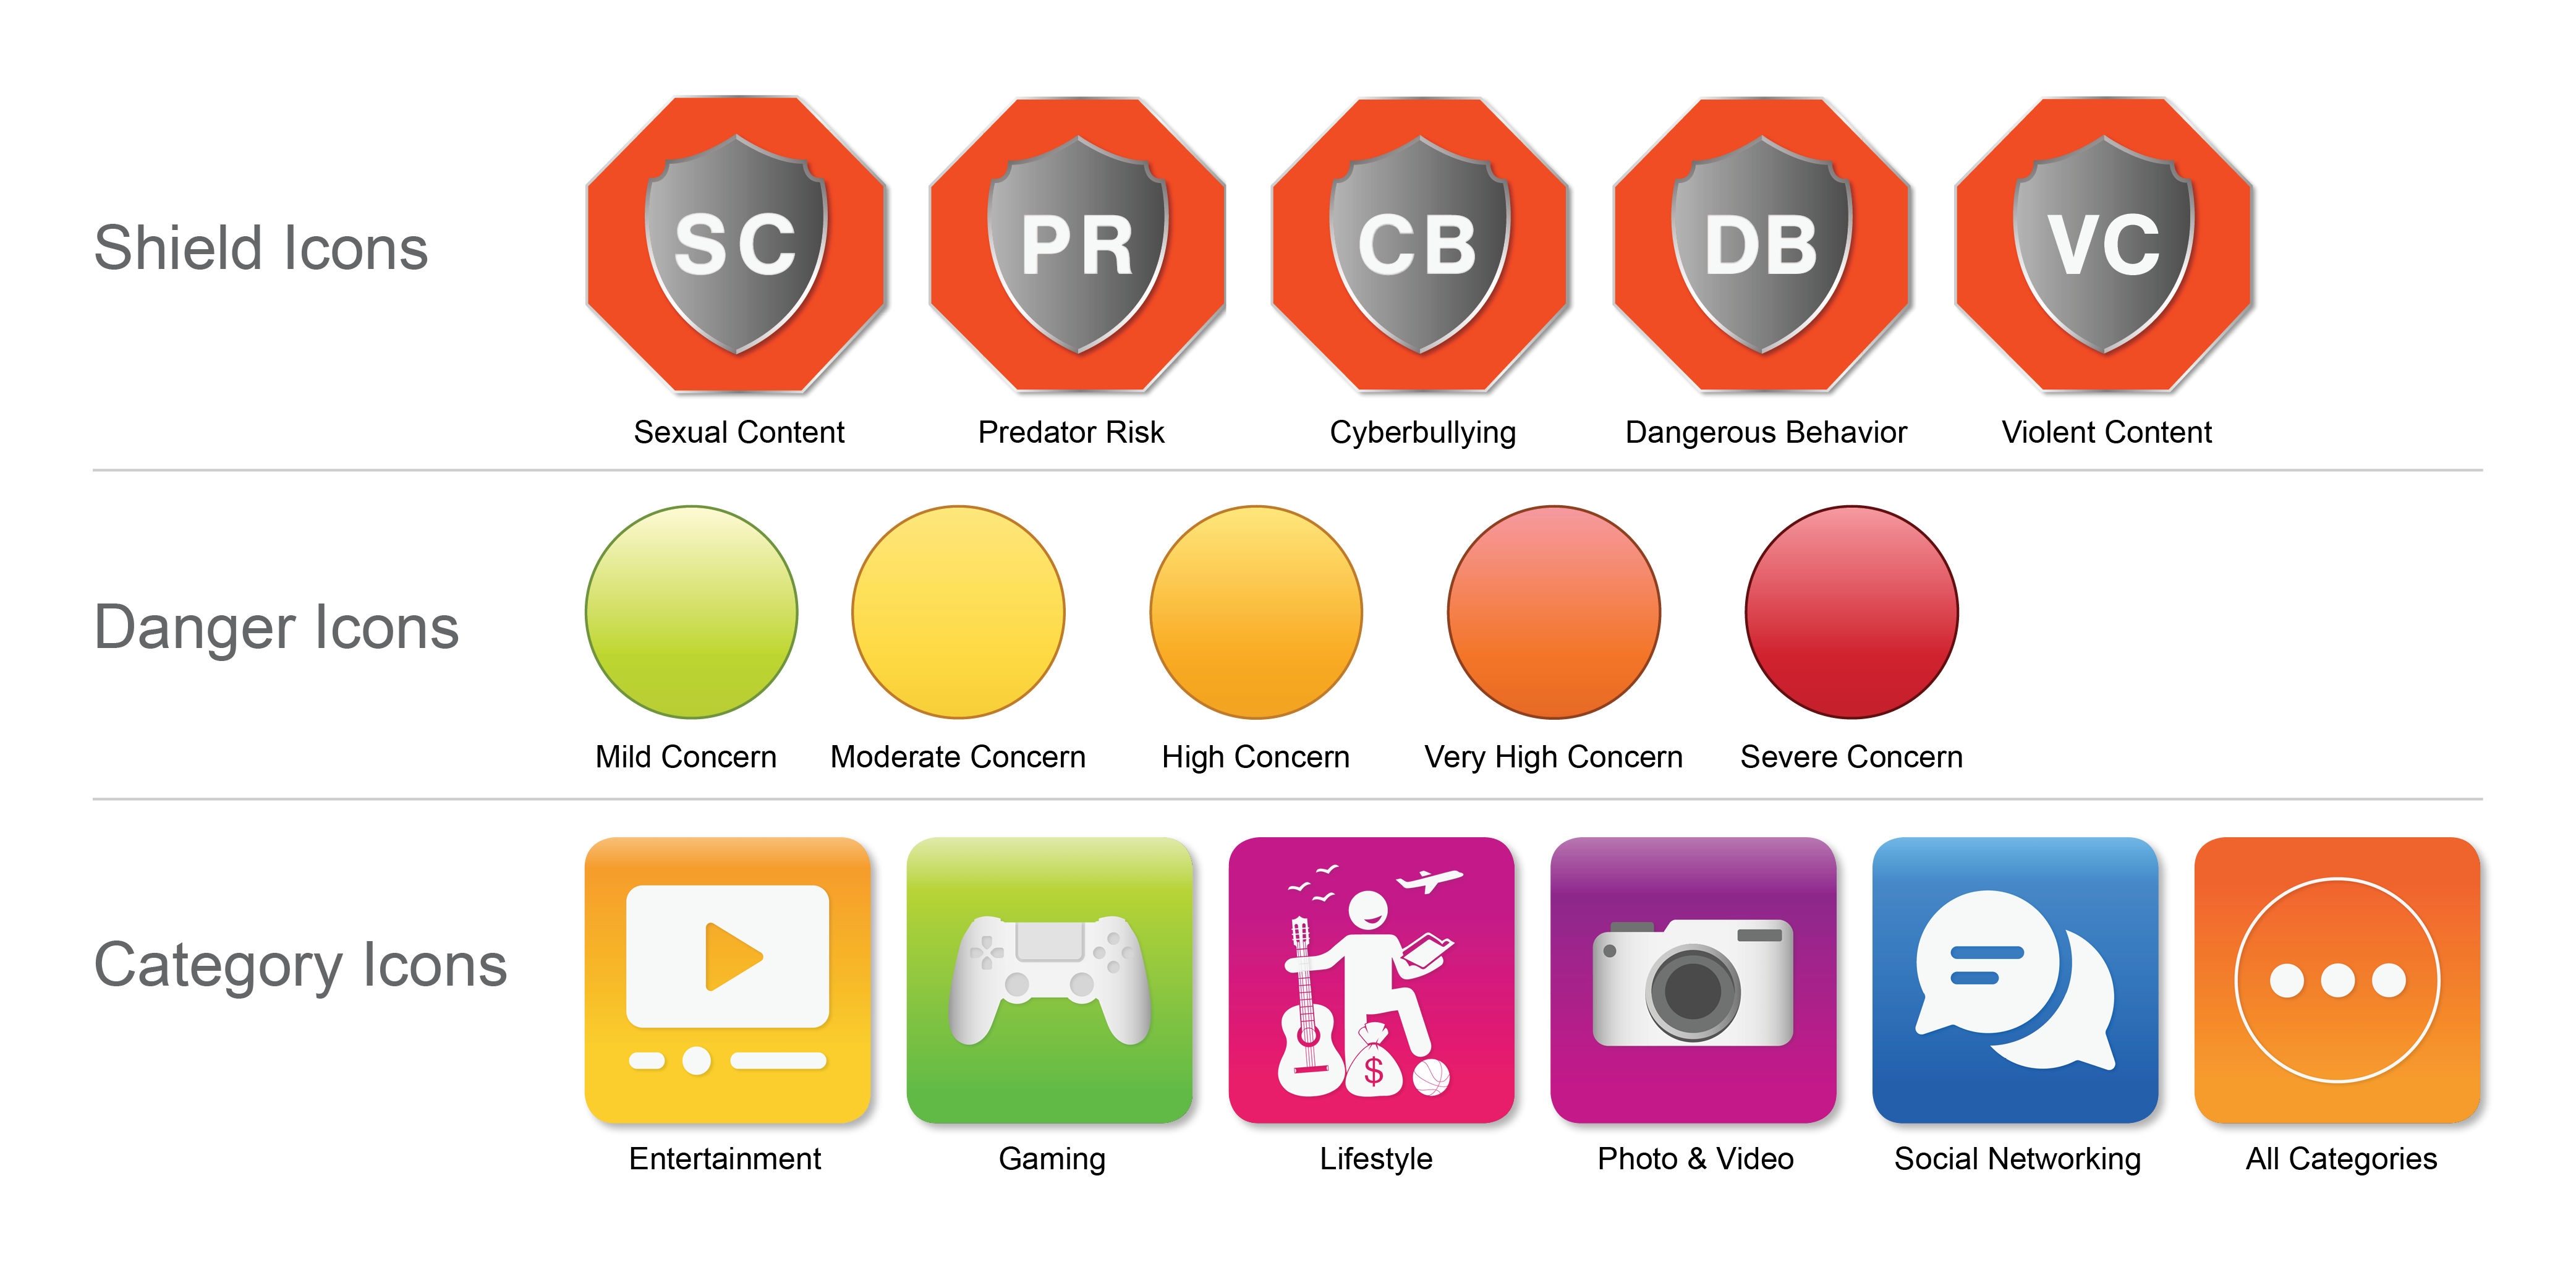 Shield Icons
SC
PR
CB
DB
VC
Sexual Content
Predator Risk
Cyberbullying
Dangerous Behavior
Violent Content
Danger Icons
Mild Concern
Moderate Concern
High Concern
Very High Concern
Severe Concern
Category Icons
$
Entertainment
Gaming
Lifestyle
Photo & Video
Social Networking
All Categories